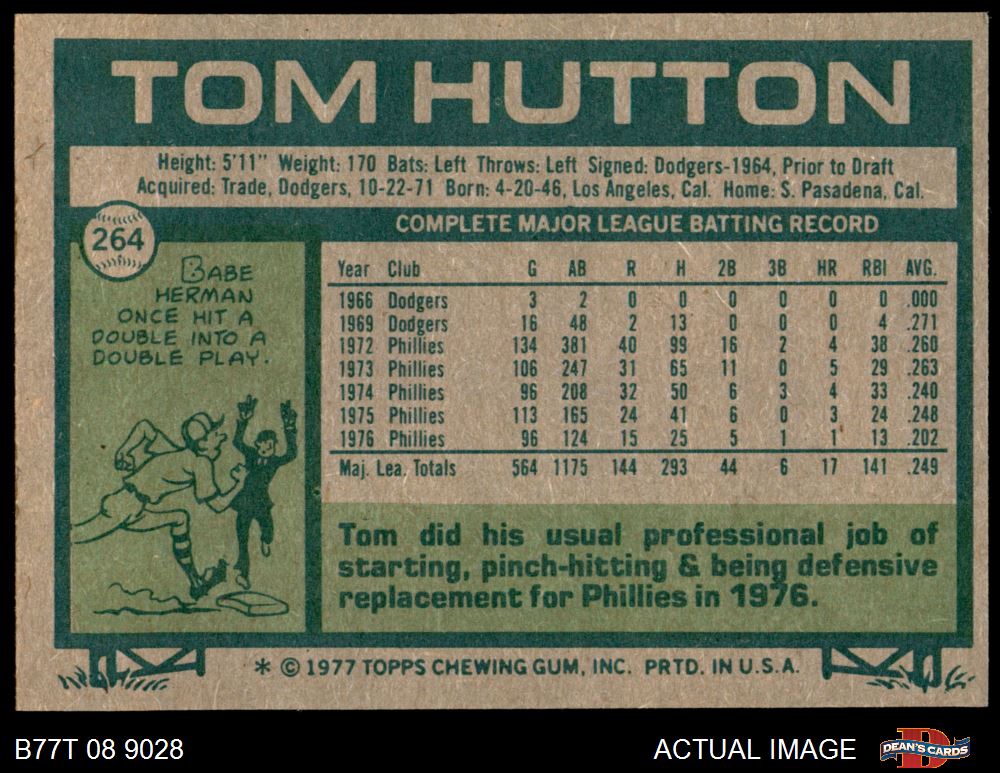 TOM HUTTON
Height: 5'11" Weight: 170 Bats: Left Throws: Left Signed: Dodgers-1964, Prior to Draft
Acquired: Trade, Dodgers, 10-22-71 Born: 4-20-46, Los Angeles, Cal. Home: S. Pasadena, Cal.
264
COMPLETE MAJOR LEAGUE BATTING RECORD
BABE
HERMAN
ONCE HIT A
DOUBLE INTO A
DOUBLE PLAY.
Year Club G AB R H 2B 3B HR RBI AVG.
1966 Dodgers 3 2 0 0 0 0 0 0 .000
1969 Dodgers 16 48 2 13 0 0 0 4 .271
1972 Phillies 134 381 40 99 16 2 4 38 .260
1973 Phillies 106 247 31 65 11 0 5 29 .263
1974 Phillies 96 208 32 50 6 3 4 33 .240
1975 Phillies 113 165 24 41 6 0 3 24 .248
1976 Phillies 96 124 15 25 5 1 1 13 .202
Maj. Lea. Totals 564 1175 144 293 44 6 17 141 .249
Tom did his usual professional job of
starting, pinch-hitting & being defensive
replacement for Phillies in 1976.
* © 1977 TOPPS CHEWING GUM, INC. PRTD. IN U.S.A.
B77T 08 9028
ACTUAL IMAGE
DEAN'S CARDS